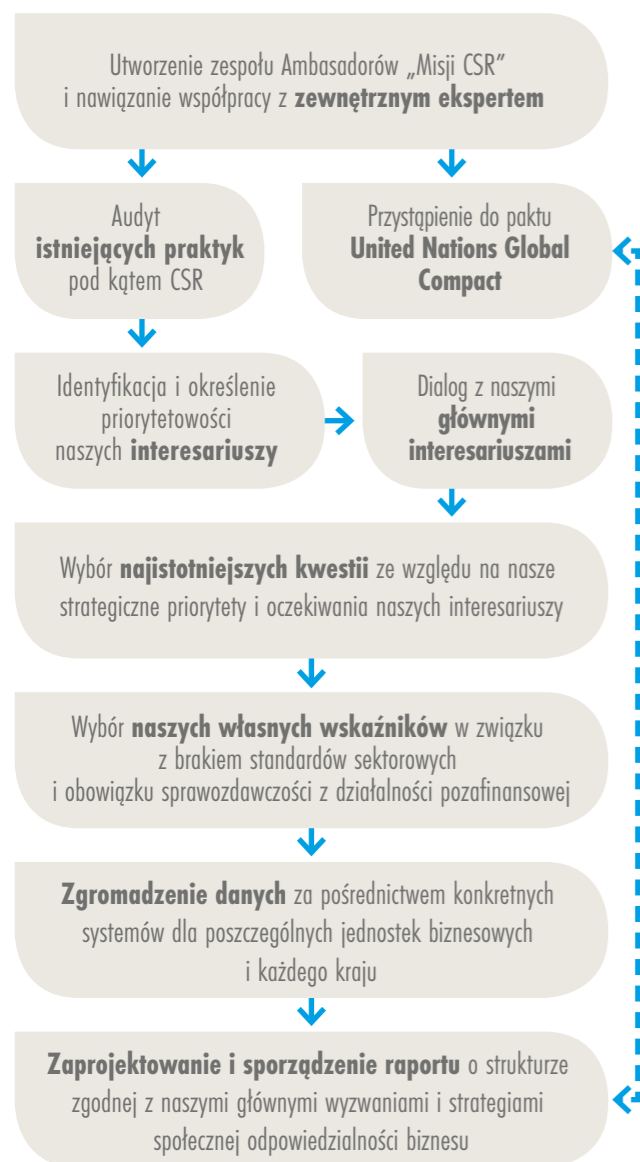 Utworzenie zespołu Ambasadorów „Misji CSR”
i nawiązanie współpracy z zewnętrznym ekspertem
Audyt
istniejących praktyk
pod kątem CSR
Przystąpienie do paktu
United Nations Global
Compact
Identyfikacja i określenie
priorytetowości
naszych interesariuszy
Dialog z naszymi
głównymi
interesariuszami
Wybór najistotniejszych kwestii ze względu na nasze
strategiczne priorytety i oczekiwania naszych interesariuszy
Wybór naszych własnych wskaźników w związku
z brakiem standardów sektorowych
i obowiązku sprawozdawczości z działalności pozafinansowej
Zgromadzenie danych za pośrednictwem konkretnych
systemów dla poszczególnych jednostek biznesowych
i każdego kraju
Zaprojektowanie i sporządzenie raportu o strukturze
zgodnej z naszymi głównymi wyzwaniami i strategiami
społecznej odpowiedzialności biznesu